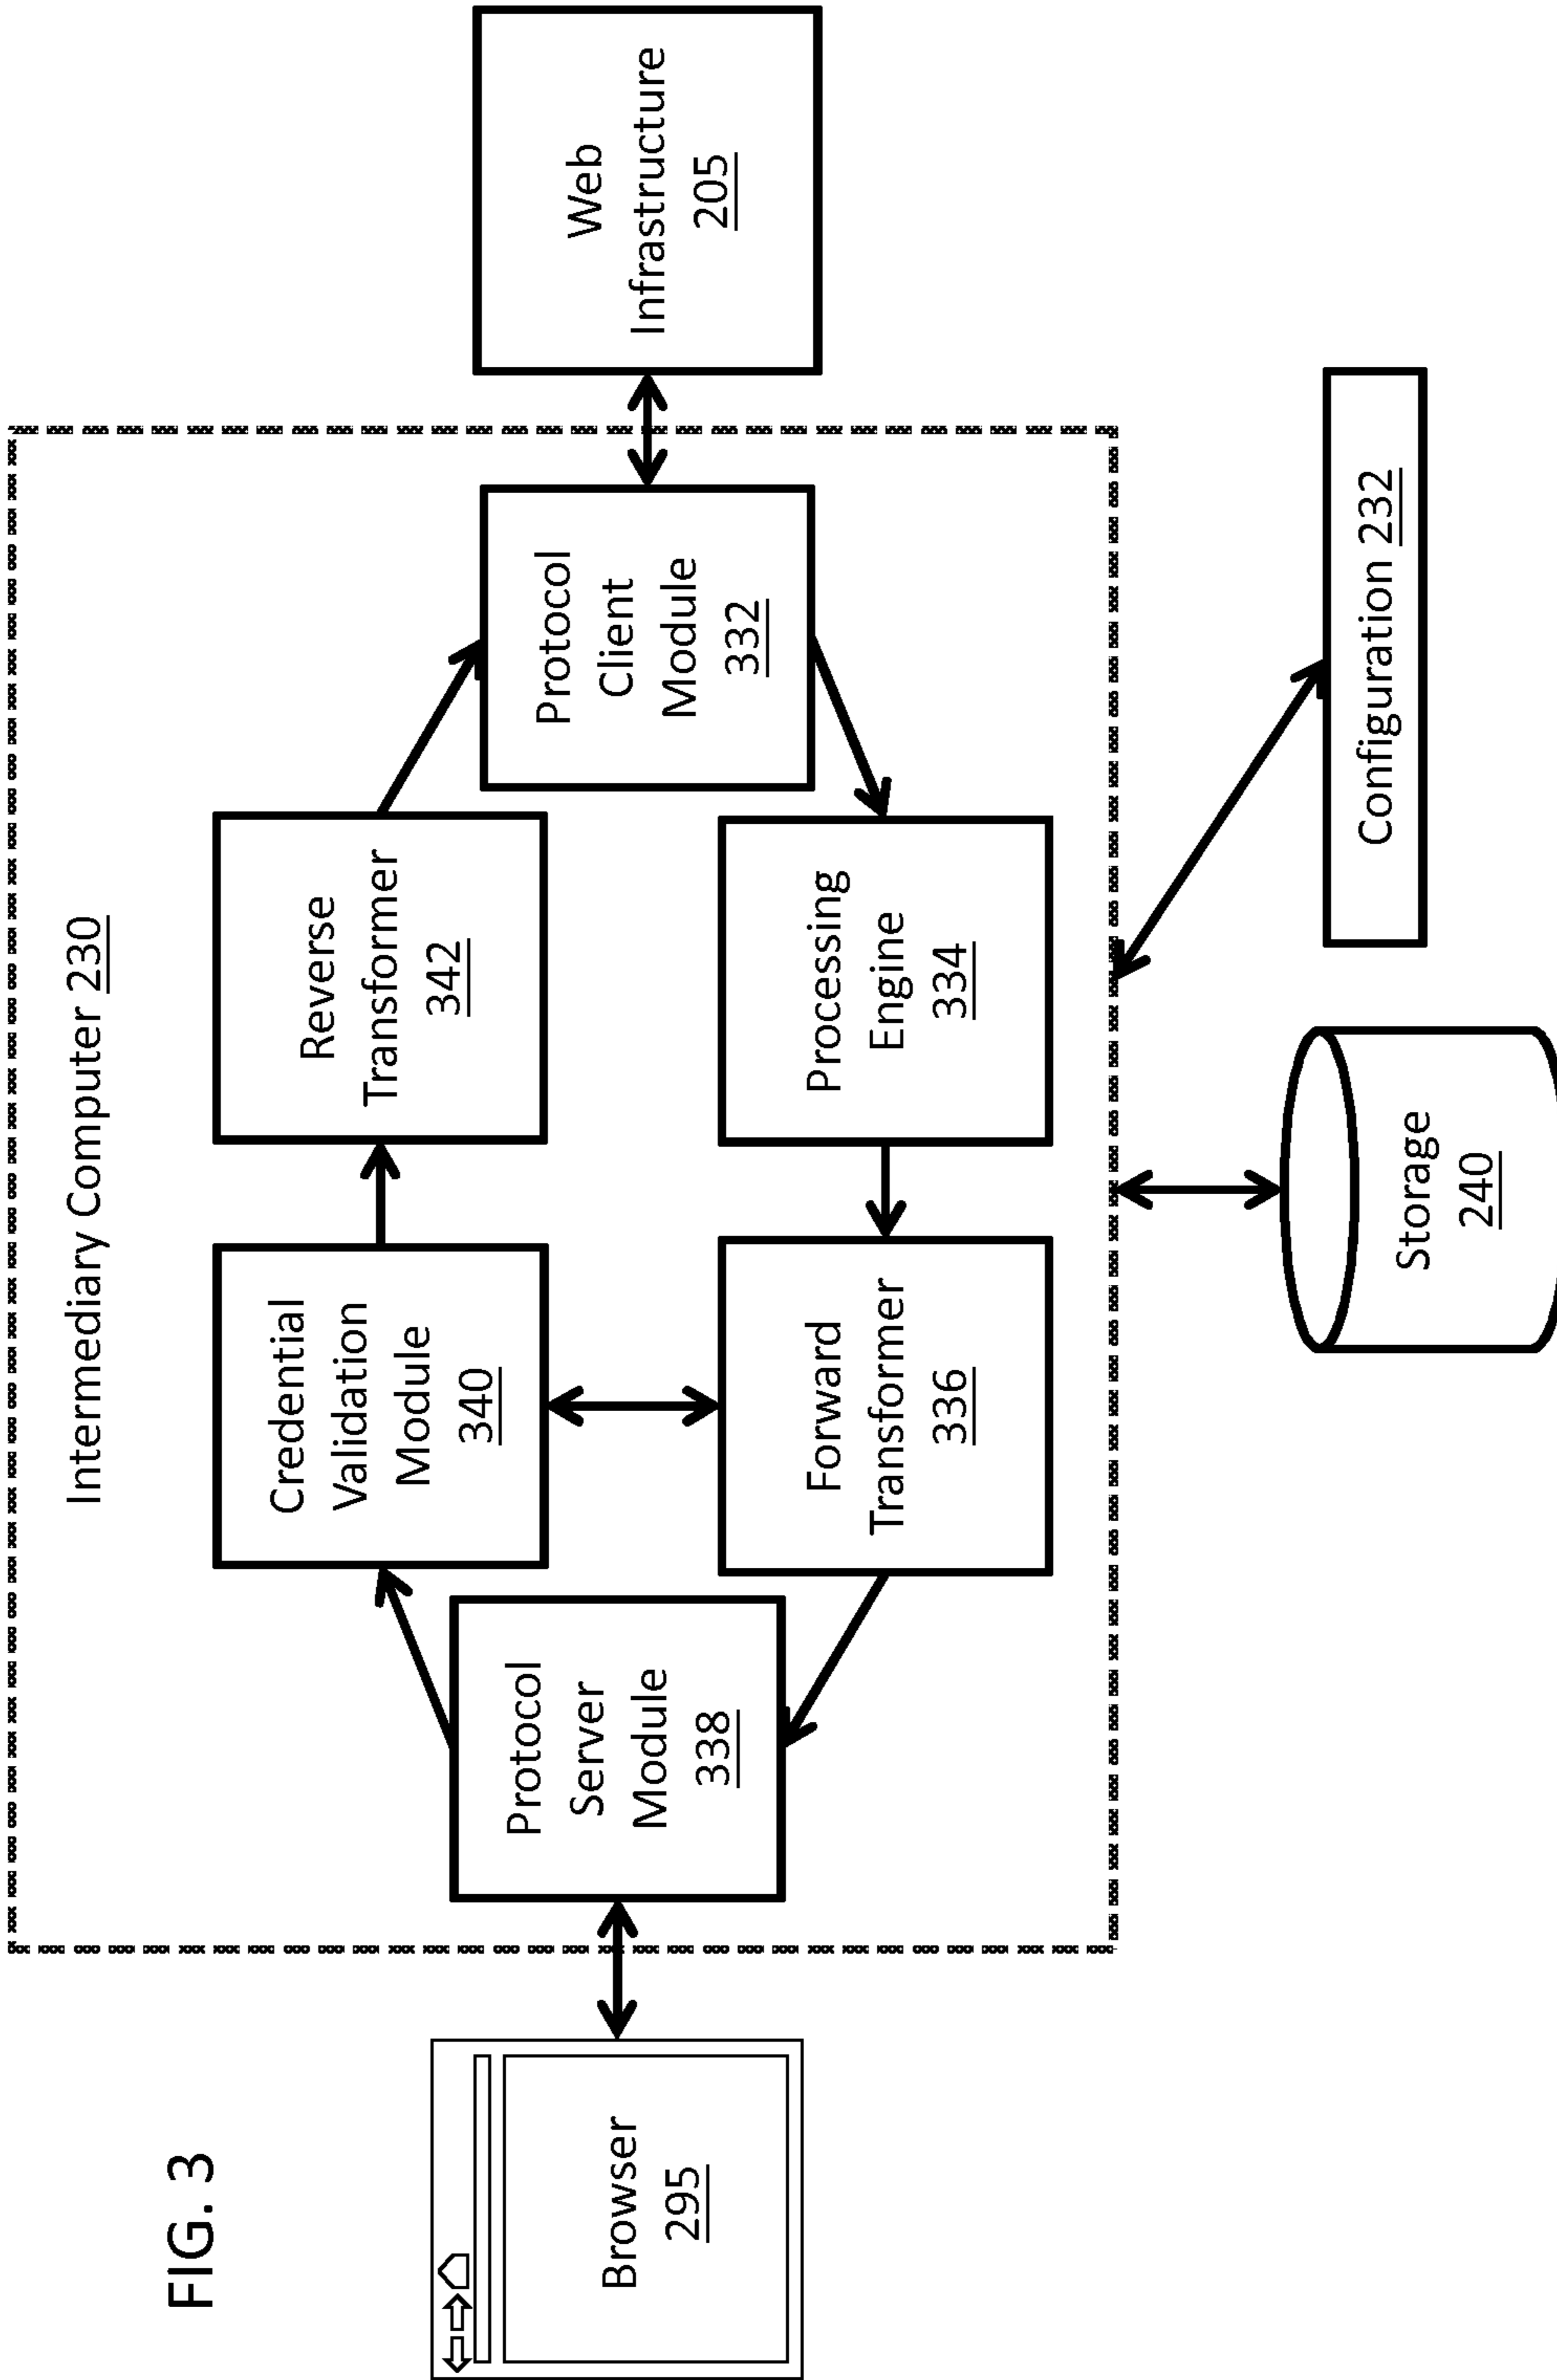 FIG. 3
Intermediary Computer 230
Browser
295
Protocol
Server
Module
338
Credential
Validation
Module
340
Reverse
Transformer
342
Protocol
Client
Module
332
Web
Infrastructure
205
Forward
Transformer
336
Processing
Engine
334
Storage
240
Configuration 232